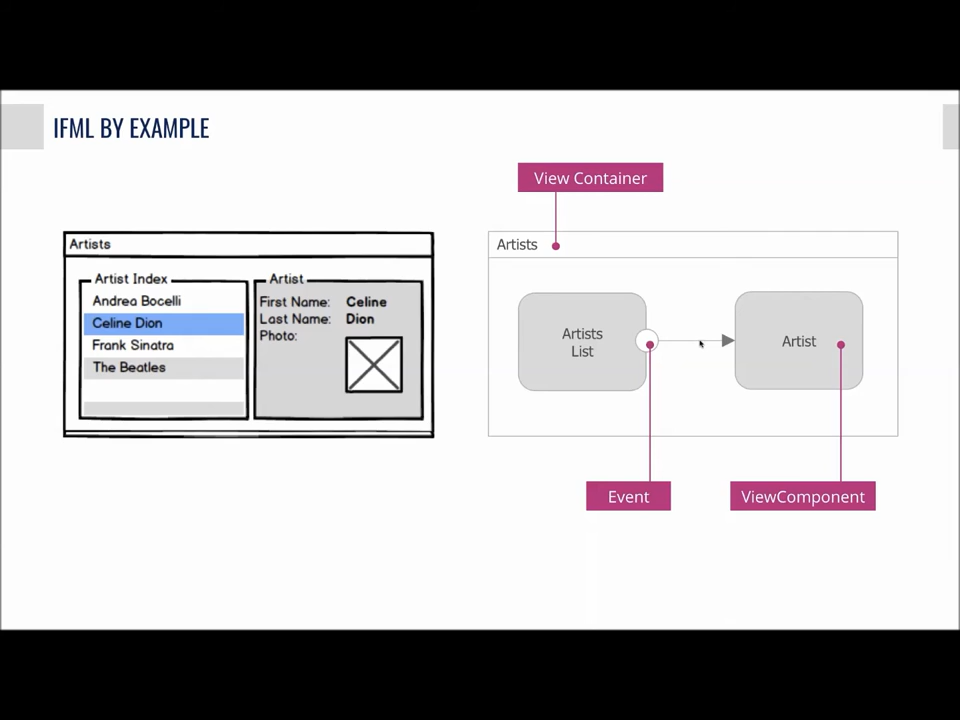 IFML BY EXAMPLE
Artists
Artist Index
Andrea Bocelli
Celine Dion
Frank Sinatra
The Beatles
Artist
First Name: Celine
Last Name: Dion
Photo:
View Container
Artists
Artists
List
Artist
Event
ViewComponent